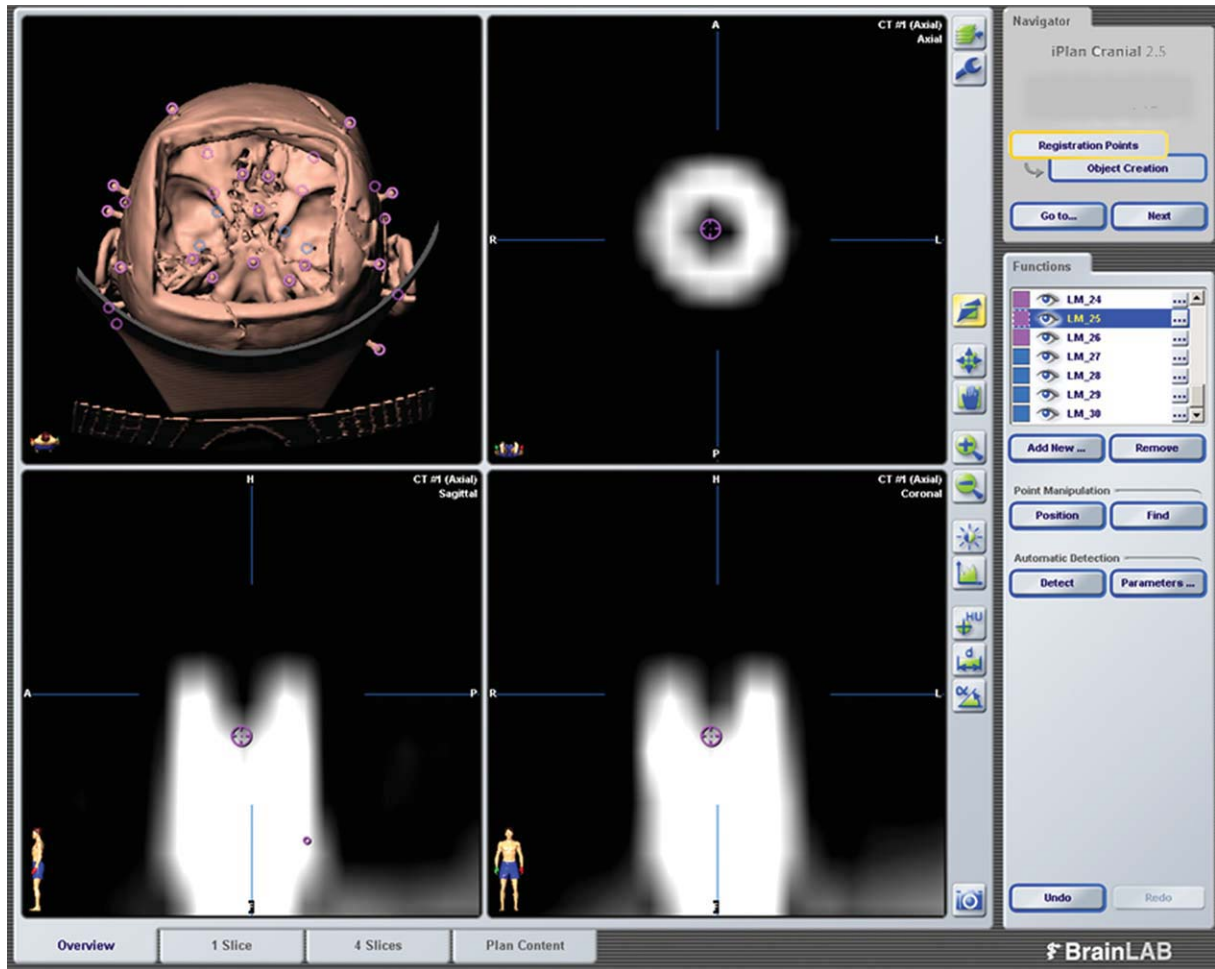 CT #1 (Axial)
Axial
A
R
L
P
CT #1 (Axial)
Sagittal
H
A
P
CT #1 (Axial)
Coronal
H
R
L
HU
d
α
Overview
1 Slice
4 Slices
Plan Content
Navigator
iPlan Cranial 2.5
Registration Points
Object Creation
Go to...
Next
Functions
LM_24
LM_25
LM_26
LM_27
LM_28
LM_29
LM_30
Add New ...
Remove
Point Manipulation
Position
Find
Automatic Detection
Detect
Parameters ...
Undo
Redo
BrainLAB